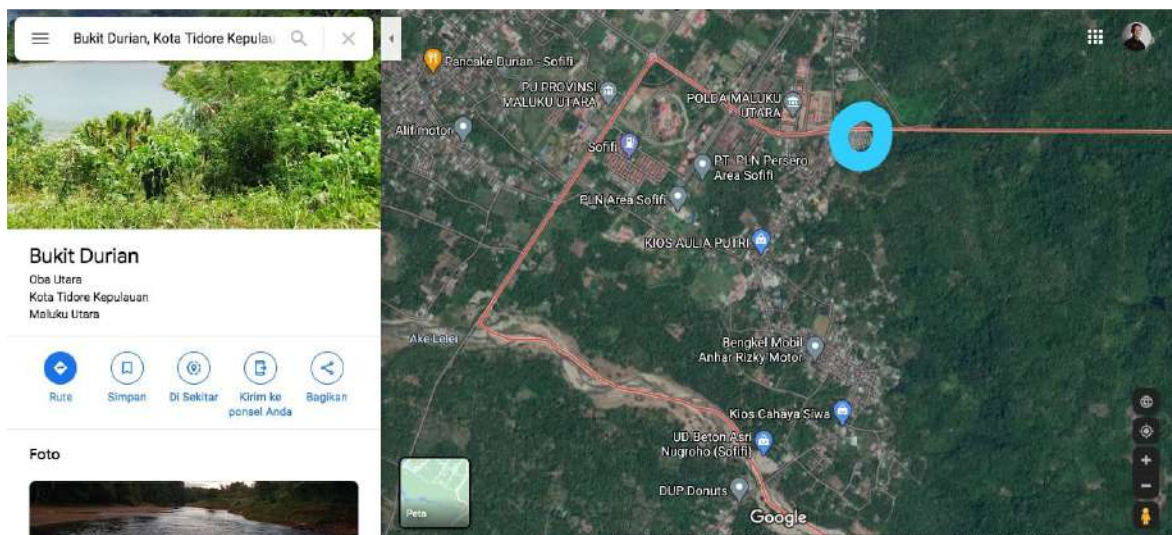 Bukit Durian, Kota Tidore Kepulau
Bukit Durian
Oba Utara
Kota Tidore Kepulauan
Maluku Utara
Rute
Simpan
Di Sekitar
Kirim ke
ponsel Anda
Bagikan
Foto
Pancake Durian - Sofifi
PU PROVINSI
MALUKU UTARA
POLDA MALUKU
UTARA
Alifmotor
Sofifi
PT. PLN Persero
Area Sofifi
PLN Area Sofifi
KIOS AULIA PUTRI
Ake Lelei
Bengkel Mobil
Anhar Rizky Motor
Kios Cahaya Siwa
UD Beton Asri
Nugroho (Sofifi)
DUP Donuts
Peta
Google